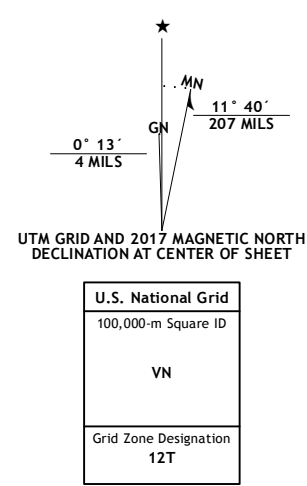 ★
MN
11° 40´
207 MILS
GN
0° 13´
4 MILS
UTM GRID AND 2017 MAGNETIC NORTH
DECLINATION AT CENTER OF SHEET
U.S. National Grid
100,000-m Square ID
VN
Grid Zone Designation
12T